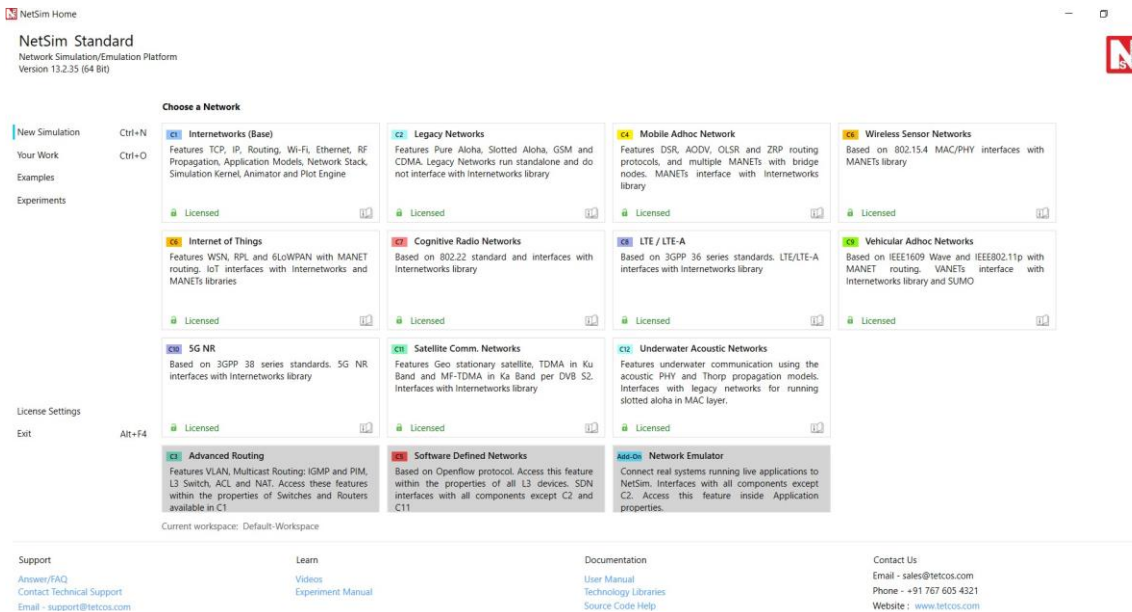 NetSim Home
NetSim Standard
Network Simulation/Emulation Platform
Version 13.2.35 (64 Bit)
Choose a Network
New Simulation Ctrl+N
Your Work Ctrl+O
Examples
Experiments
License Settings
Exit Alt+F4
C1 Internetworks (Base)
Features TCP, IP, Routing, Wi-Fi, Ethernet, RF
Propagation, Application Models, Network Stack,
Simulation Kernel, Animator and Plot Engine
Licensed
C2 Legacy Networks
Features Pure Aloha, Slotted Aloha, GSM and
CDMA. Legacy Networks run standalone and do
not interface with Internetworks library
Licensed
C4 Mobile Adhoc Network
Features DSR, AODV, OLSR and ZRP routing
protocols, and multiple MANETs with bridge
nodes. MANETs interface with Internetworks
library
Licensed
C6 Wireless Sensor Networks
Based on 802.15.4 MAC/PHY interfaces with
MANETs library
Licensed
C6 Internet of Things
Features WSN, RPL and 6LoWPAN with MANET
routing. IoT interfaces with Internetworks and
MANETs libraries
Licensed
C7 Cognitive Radio Networks
Based on 802.22 standard and interfaces with
Internetworks library
Licensed
C8 LTE / LTE-A
Based on 3GPP 36 series standards. LTE/LTE-A
interfaces with Internetworks library
Licensed
C9 Vehicular Adhoc Networks
Based on IEEE1609 Wave and IEEE802.11p with
MANET routing. VANETs interface with
Internetworks library and SUMO
Licensed
C10 5G NR
Based on 3GPP 38 series standards. 5G NR
interfaces with Internetworks library
Licensed
C11 Satellite Comm. Networks
Features Geo stationary satellite, TDMA in Ku
Band and MF-TDMA in Ka Band per DVB S2.
Interfaces with Internetworks library
Licensed
C12 Underwater Acoustic Networks
Features underwater communication using the
acoustic PHY and Thorp propagation models.
Interfaces with legacy networks for running
slotted aloha in MAC layer.
Licensed
C3 Advanced Routing
Features VLAN, Multicast Routing: IGMP and PIM,
L3 Switch, ACL and NAT. Access these features
within the properties of Switches and Routers
available in C1
C5 Software Defined Networks
Based on Openflow protocol. Access this feature
within the properties of all L3 devices. SDN
interfaces with all components except C2 and
C11
Add-On Network Emulator
Connect real systems running live applications to
NetSim. Interfaces with all components except
C2. Access this feature inside Application
properties.
Current workspace: Default-Workspace
Support
Answer/FAQ
Contact Technical Support
Email - support@tetcos.com
Learn
Videos
Experiment Manual
Documentation
User Manual
Technology Libraries
Source Code Help
Contact Us
Email - sales@tetcos.com
Phone - +91 767 605 4321
Website : www.tetcos.com